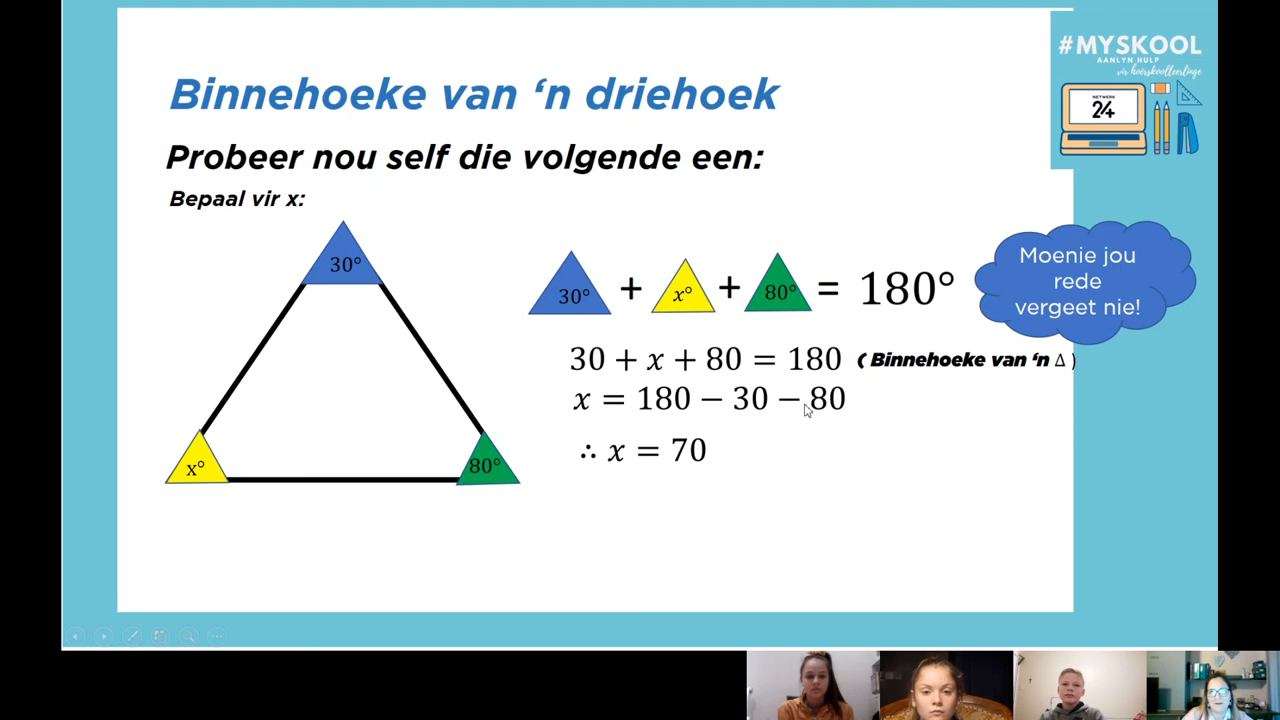 #MYSKOOL
AANLYN HULP
vir hoërskoolleerlinge
NETWERK
24
Binnehoeke van ‘n driehoek
Probeer nou self die volgende een:
Bepaal vir x:
30°
x°
80°
30° + x° + 80° = 180°
Moenie jou
rede
vergeet nie!
30 + x + 80 = 180 ( Binnehoeke van ‘n Δ )
x = 180 − 30 − 80
∴ x = 70